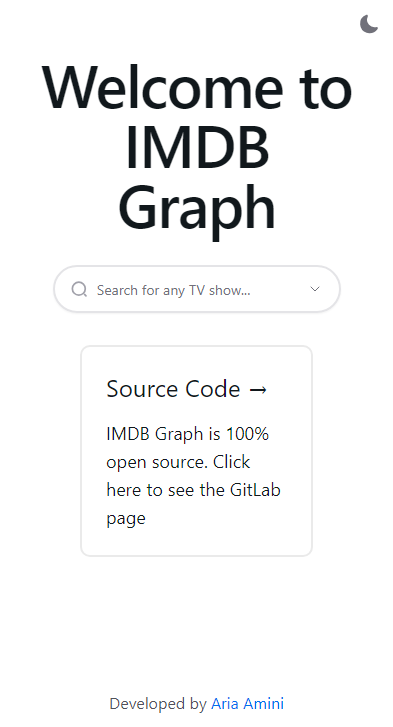 Welcome to
IMDB
Graph
Search for any TV show...
Source Code →
IMDB Graph is 100%
open source. Click
here to see the GitLab
page
Developed by Aria Amini